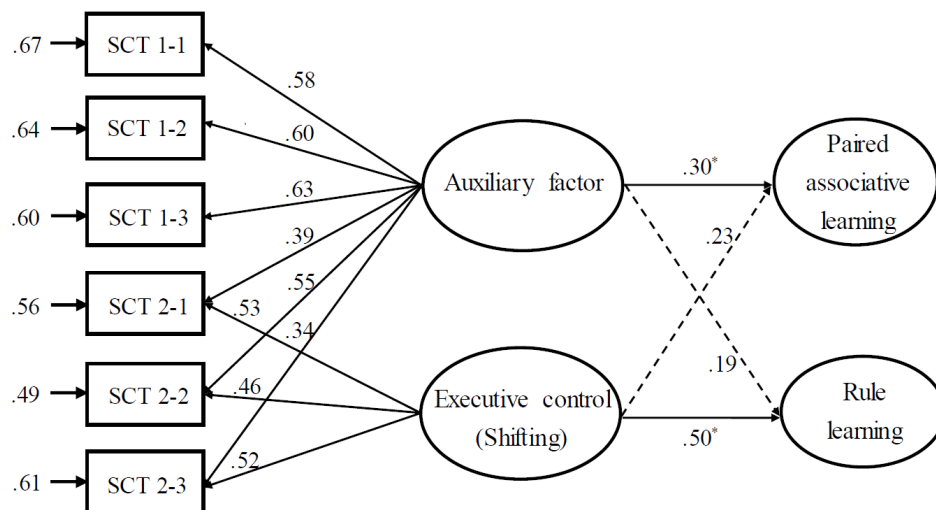 .67
SCT 1-1
.58
.64
SCT 1-2
.60
.60
SCT 1-3
.63
.56
SCT 2-1
.39
.53
.49
SCT 2-2
.55
.46
.61
SCT 2-3
.34
.52
Auxiliary factor
Executive control
(Shifting)
.30*
.23
.19
.50*
Paired
associative
learning
Rule
learning